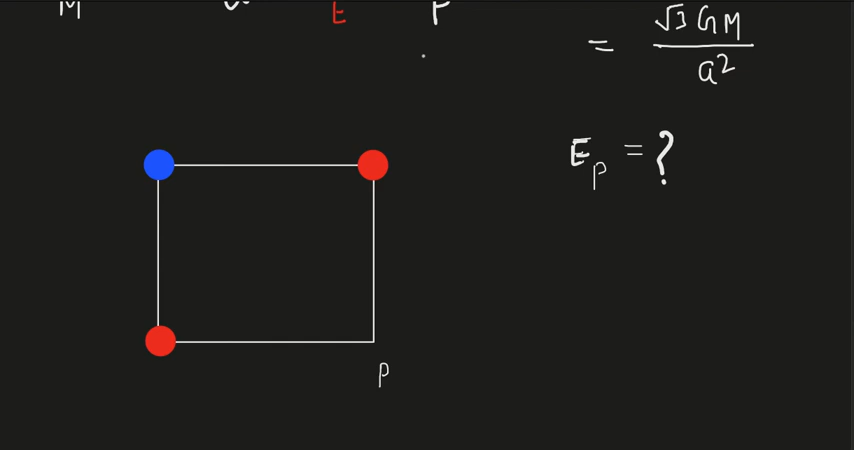 M a E P
= √3 GM / a²
E_p = ?
P